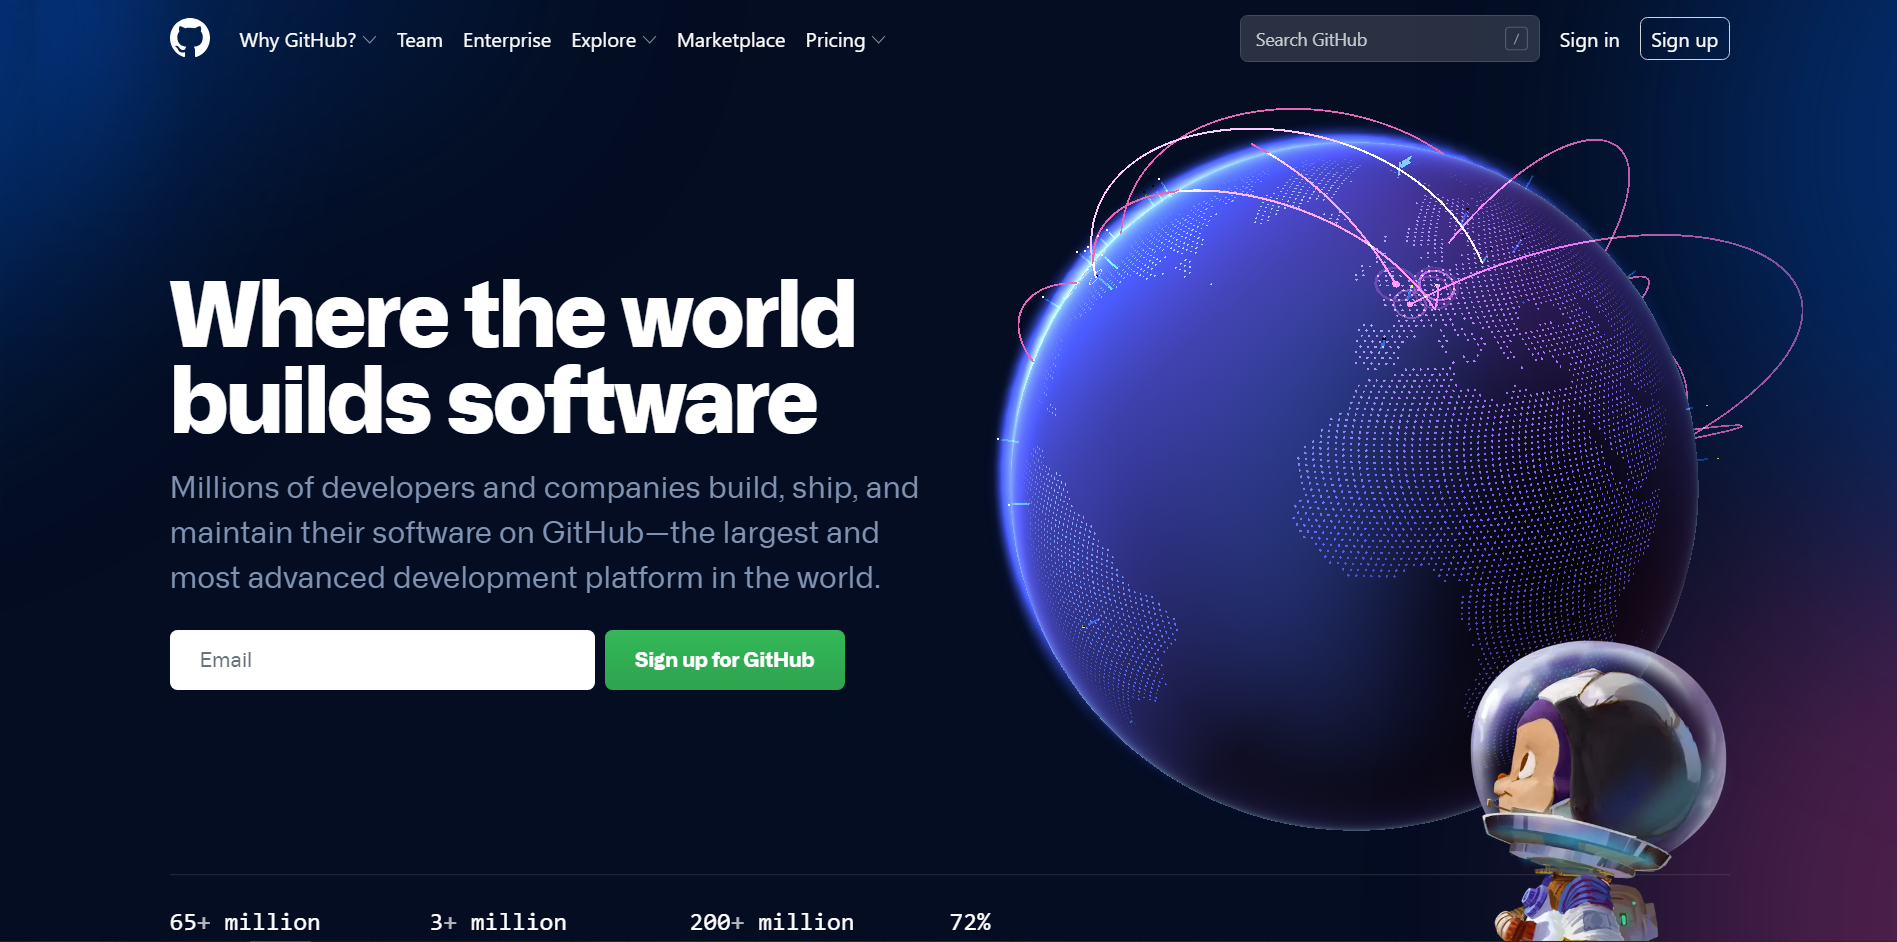 Why GitHub? Team Enterprise Explore Marketplace Pricing Search GitHub / Sign in Sign up
Where the world
builds software
Millions of developers and companies build, ship, and
maintain their software on GitHub—the largest and
most advanced development platform in the world.
Email Sign up for GitHub
65+ million 3+ million 200+ million 72%